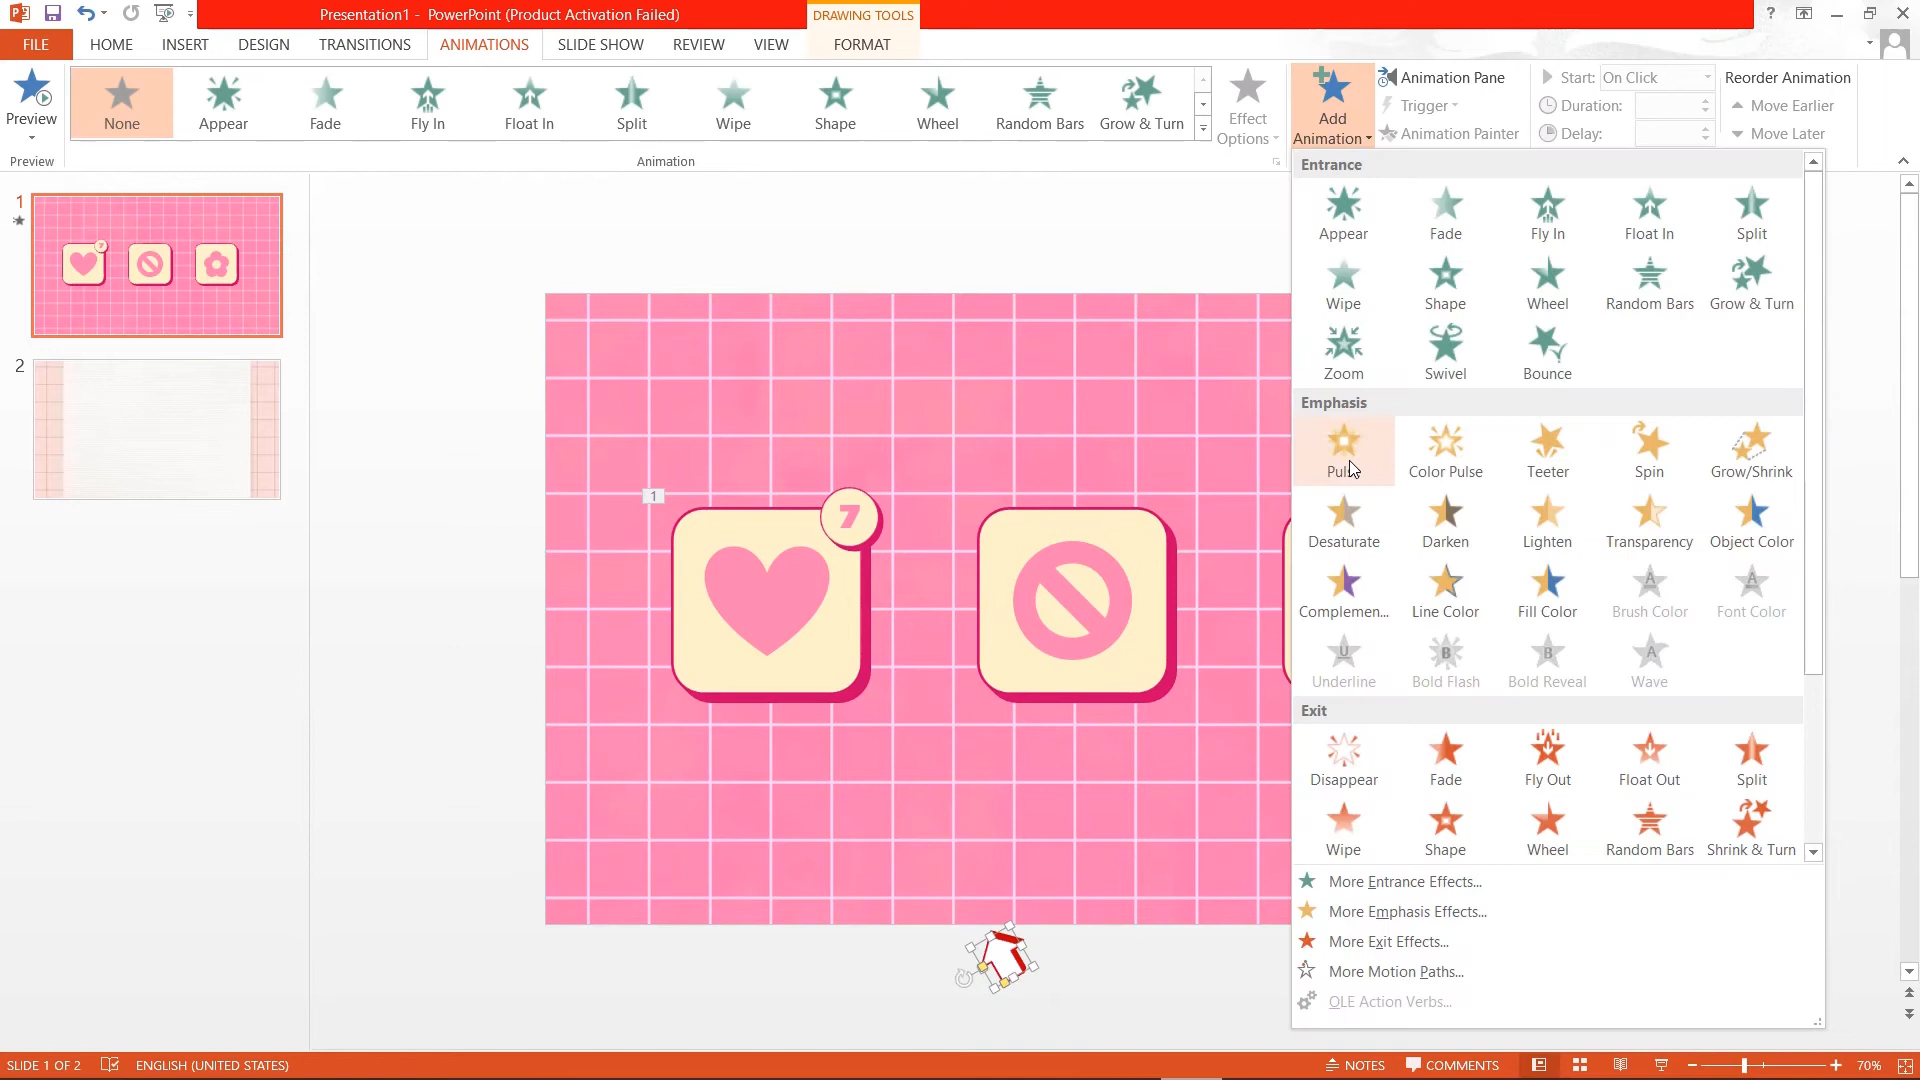 Presentation1 - PowerPoint (Product Activation Failed)
DRAWING TOOLS
?
FILE
HOME
INSERT
DESIGN
TRANSITIONS
ANIMATIONS
SLIDE SHOW
REVIEW
VIEW
FORMAT
Preview
None
Appear
Fade
Fly In
Float In
Split
Wipe
Shape
Wheel
Random Bars
Grow & Turn
Effect
Options
Add
Animation
Animation Pane
Trigger
Animation Painter
Start: On Click
Duration:
Delay:
Reorder Animation
Move Earlier
Move Later
Preview
Animation
Entrance
Appear
Fade
Fly In
Float In
Split
Wipe
Shape
Wheel
Random Bars
Grow & Turn
Zoom
Swivel
Bounce
Emphasis
Color Pulse
Teeter
Spin
Grow/Shrink
Desaturate
Darken
Lighten
Transparency
Object Color
Complemen...
Line Color
Fill Color
Brush Color
Font Color
Underline
Bold Flash
Bold Reveal
Wave
Exit
Disappear
Fade
Fly Out
Float Out
Split
Wipe
Shape
Wheel
Random Bars
Shrink & Turn
More Entrance Effects...
More Emphasis Effects...
More Exit Effects...
More Motion Paths...
OLE Action Verbs...
1
7
2
1
7
SLIDE 1 OF 2
ENGLISH (UNITED STATES)
NOTES
COMMENTS
70%